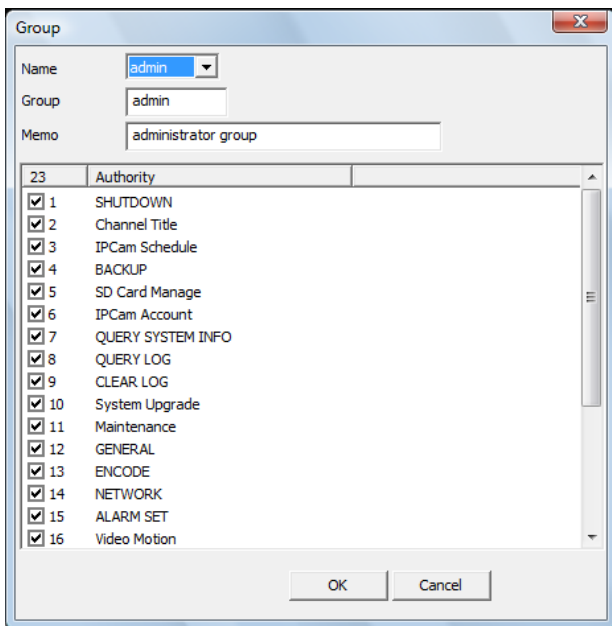 Group
Name admin
Group admin
Memo administrator group
23 Authority
1 SHUTDOWN
2 Channel Title
3 IPCam Schedule
4 BACKUP
5 SD Card Manage
6 IPCam Account
7 QUERY SYSTEM INFO
8 QUERY LOG
9 CLEAR LOG
10 System Upgrade
11 Maintenance
12 GENERAL
13 ENCODE
14 NETWORK
15 ALARM SET
16 Video Motion
OK Cancel